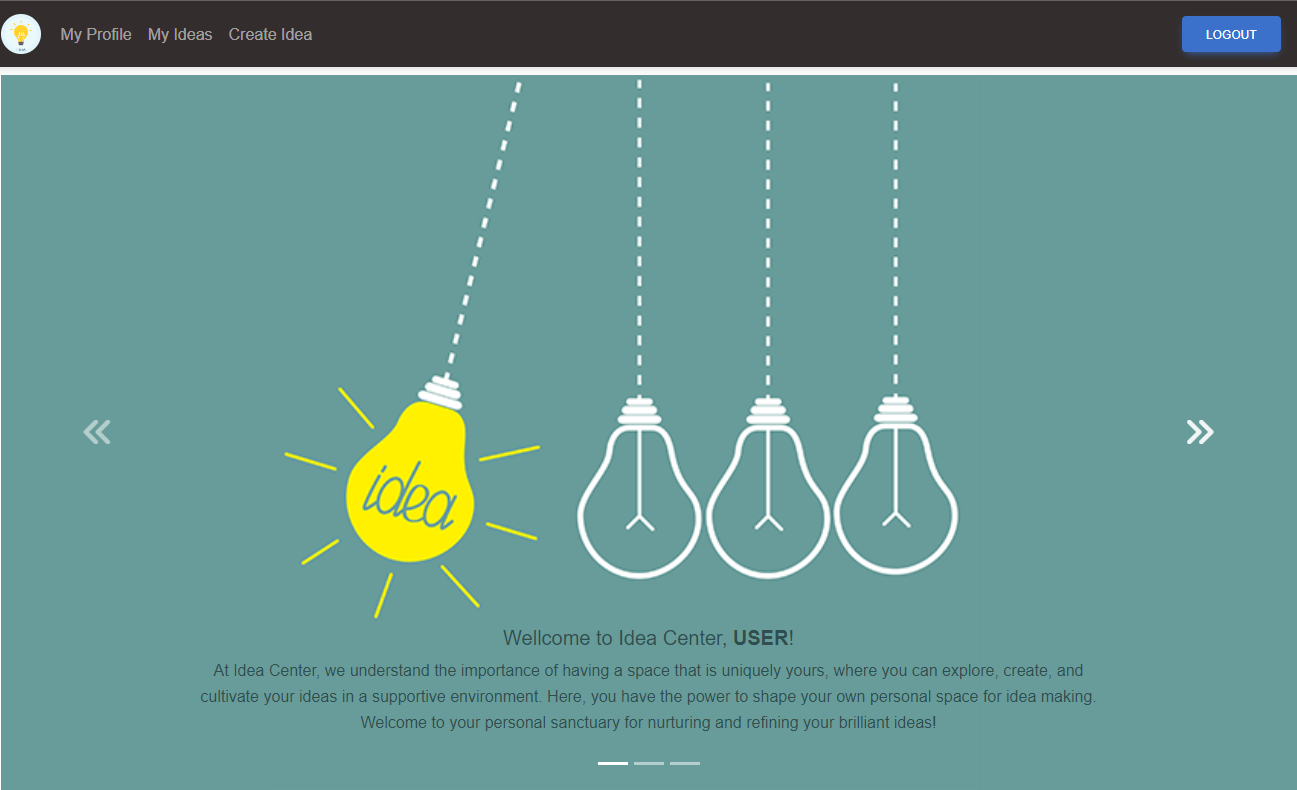 My Profile My Ideas Create Idea LOGOUT
idea
Wellcome to Idea Center, USER!
At Idea Center, we understand the importance of having a space that is uniquely yours, where you can explore, create, and
cultivate your ideas in a supportive environment. Here, you have the power to shape your own personal space for idea making.
Welcome to your personal sanctuary for nurturing and refining your brilliant ideas!